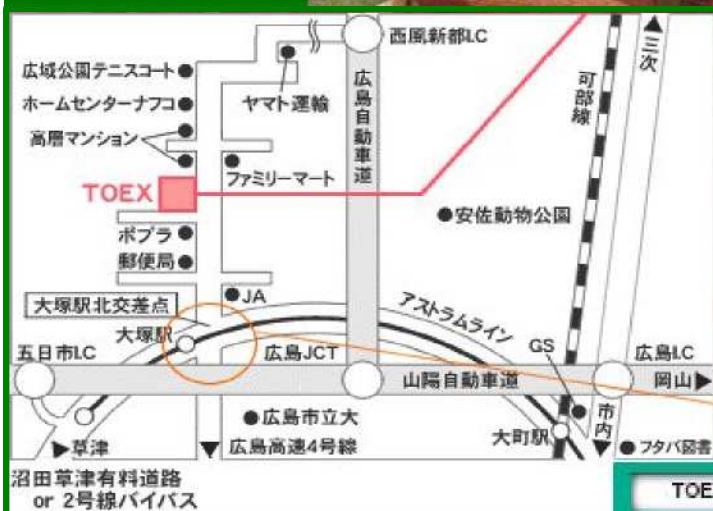 西風新都I.C
三次
広域公園テニスコート
ホームセンターナフコ
ヤマト運輸
広島自動車道
可部線
高層マンション
ファミリーマート
TOEX
安佐動物公園
ポプラ
郵便局
JA
大塚駅北交差点
アストラムライン
大塚駅
五日市I.C
広島JCT
GS
広島I.C
山陽自動車道
岡山
広島市立大
市内
草津
広島高速4号線
大町駅
フタバ図書
沼田草津有料道路
or 2号線バイパス